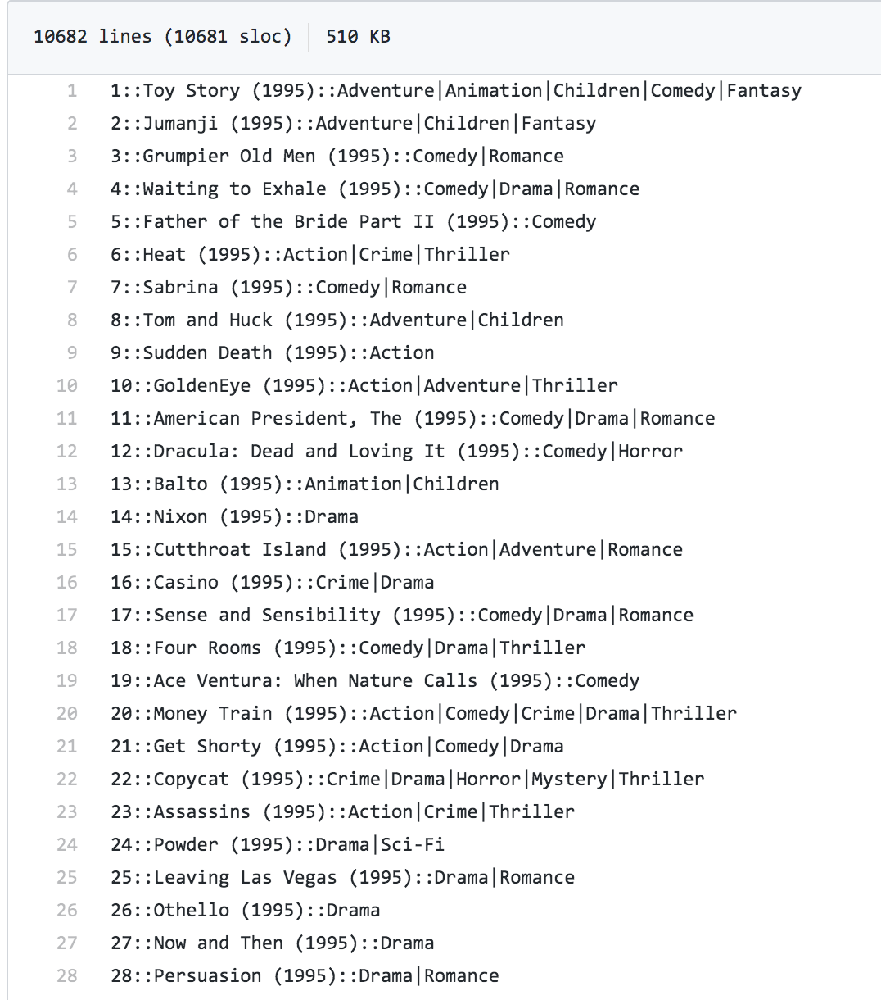 10682 lines (10681 sloc) 510 KB
1 1::Toy Story (1995)::Adventure|Animation|Children|Comedy|Fantasy
2 2::Jumanji (1995)::Adventure|Children|Fantasy
3 3::Grumpier Old Men (1995)::Comedy|Romance
4 4::Waiting to Exhale (1995)::Comedy|Drama|Romance
5 5::Father of the Bride Part II (1995)::Comedy
6 6::Heat (1995)::Action|Crime|Thriller
7 7::Sabrina (1995)::Comedy|Romance
8 8::Tom and Huck (1995)::Adventure|Children
9 9::Sudden Death (1995)::Action
10 10::GoldenEye (1995)::Action|Adventure|Thriller
11 11::American President, The (1995)::Comedy|Drama|Romance
12 12::Dracula: Dead and Loving It (1995)::Comedy|Horror
13 13::Balto (1995)::Animation|Children
14 14::Nixon (1995)::Drama
15 15::Cutthroat Island (1995)::Action|Adventure|Romance
16 16::Casino (1995)::Crime|Drama
17 17::Sense and Sensibility (1995)::Comedy|Drama|Romance
18 18::Four Rooms (1995)::Comedy|Drama|Thriller
19 19::Ace Ventura: When Nature Calls (1995)::Comedy
20 20::Money Train (1995)::Action|Comedy|Crime|Drama|Thriller
21 21::Get Shorty (1995)::Action|Comedy|Drama
22 22::Copycat (1995)::Crime|Drama|Horror|Mystery|Thriller
23 23::Assassins (1995)::Action|Crime|Thriller
24 24::Powder (1995)::Drama|Sci-Fi
25 25::Leaving Las Vegas (1995)::Drama|Romance
26 26::Othello (1995)::Drama
27 27::Now and Then (1995)::Drama
28 28::Persuasion (1995)::Drama|Romance